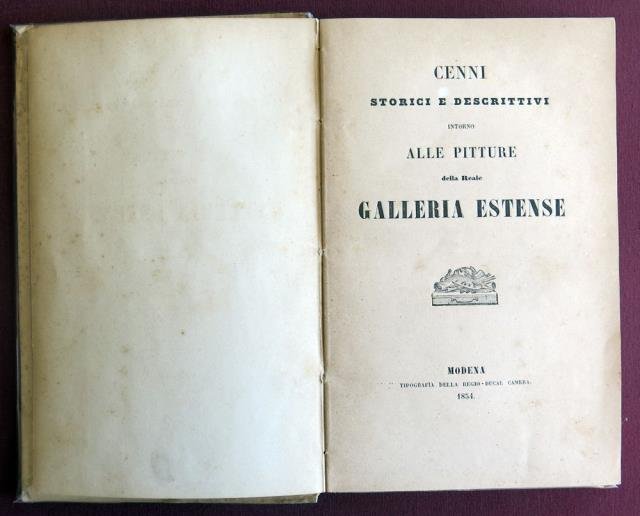 CENNI
STORICI E DESCRITTIVI
INTORNO
ALLE PITTURE
della Reale
GALLERIA ESTENSE
MODENA
TIPOGRAFIA DELLA REGIO-DUCAL CAMERA.
1854.